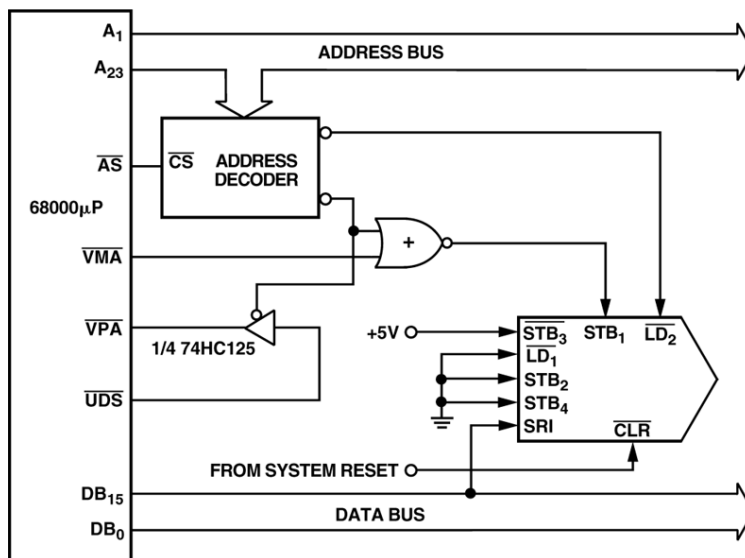 A1
ADDRESS BUS
A23
AS
CS
ADDRESS
DECODER
68000µP
+
VMA
VPA
1/4 74HC125
+5V
STB3
STB1
LD2
LD1
STB2
UDS
STB4
SRI
CLR
FROM SYSTEM RESET
DB15
DATA BUS
DB0